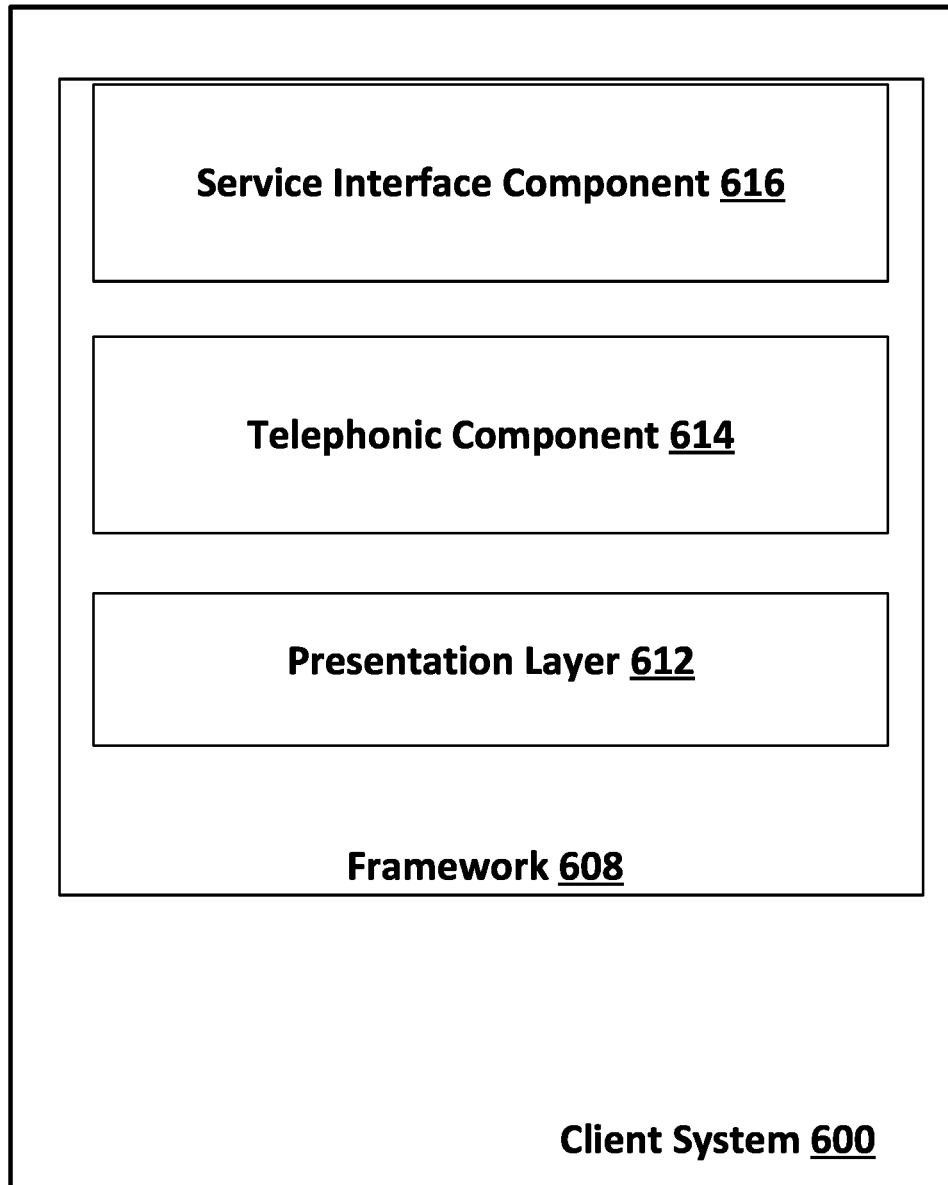 Service Interface Component 616
Telephonic Component 614
Presentation Layer 612
Framework 608
Client System 600